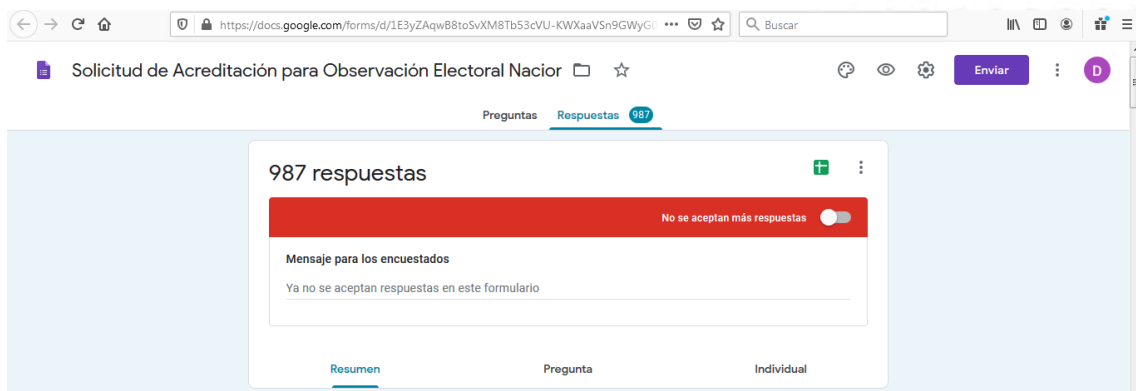 https://docs.google.com/forms/d/1E3yZAqwB8toSvXM8Tb53cVU-KWXaaVSn9GWyG
Buscar
Solicitud de Acreditación para Observación Electoral Nacior
Enviar
D
Preguntas Respuestas 987
987 respuestas
No se aceptan más respuestas
Mensaje para los encuestados
Ya no se aceptan respuestas en este formulario
Resumen Pregunta Individual